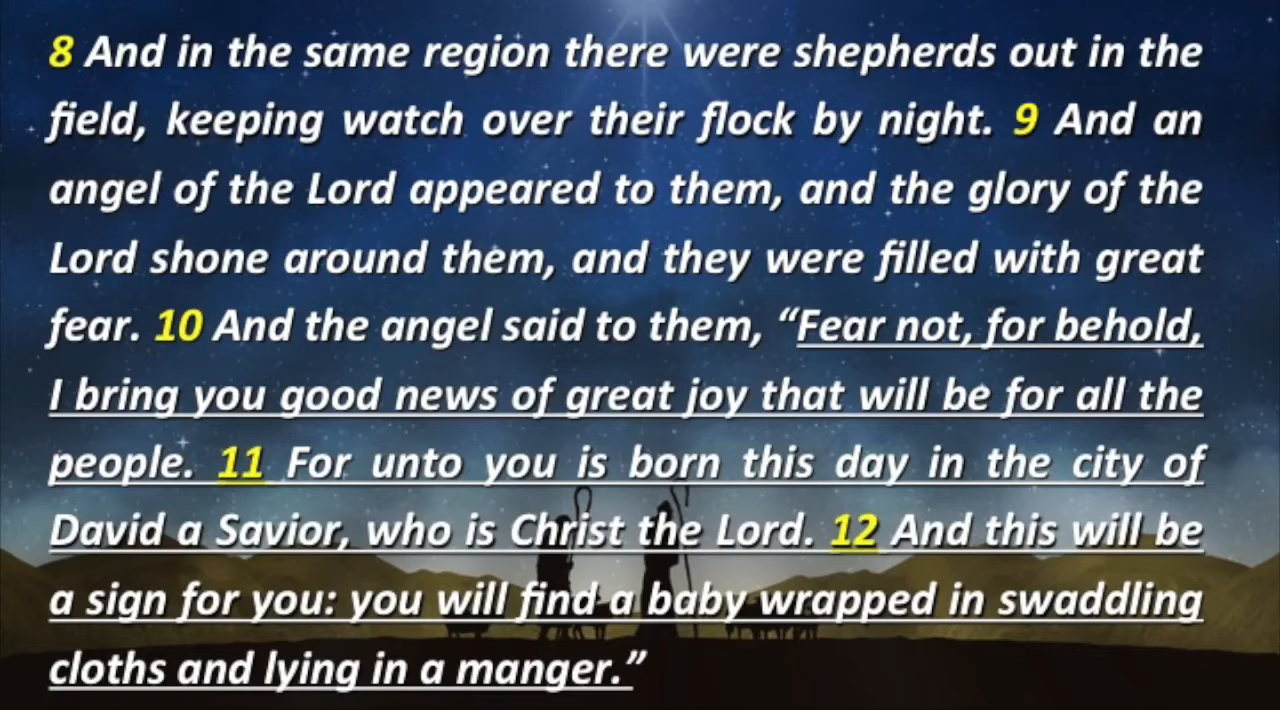 8 And in the same region there were shepherds out in the
field, keeping watch over their flock by night. 9 And an
angel of the Lord appeared to them, and the glory of the
Lord shone around them, and they were filled with great
fear. 10 And the angel said to them, “Fear not, for behold,
I bring you good news of great joy that will be for all the
people. 11 For unto you is born this day in the city of
David a Savior, who is Christ the Lord. 12 And this will be
a sign for you: you will find a baby wrapped in swaddling
cloths and lying in a manger.”